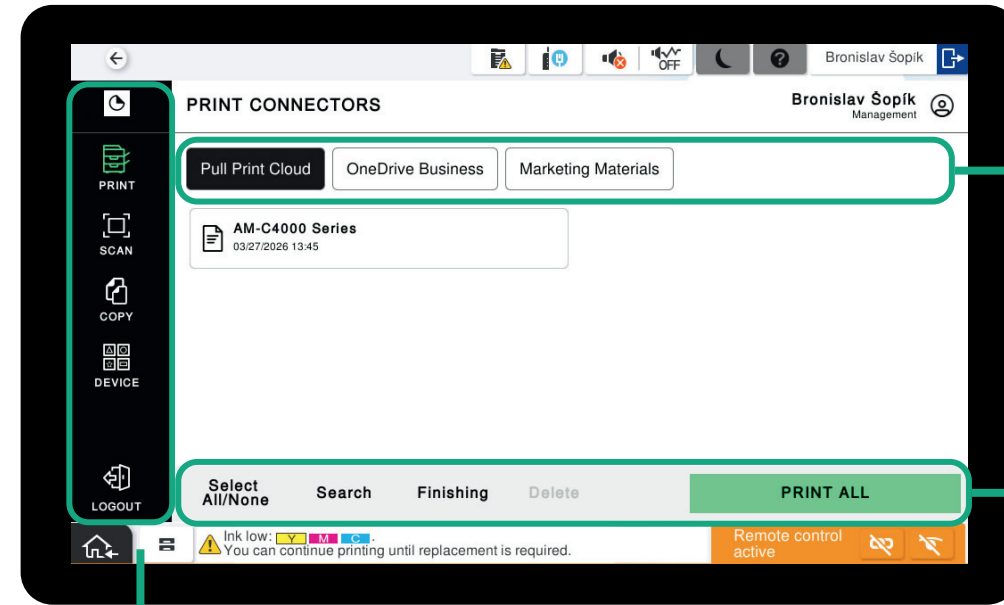 OFF
Bronislav Šopík
PRINT CONNECTORS
Bronislav Šopík
Management
PRINT
SCAN
COPY
DEVICE
LOGOUT
Pull Print Cloud
OneDrive Business
Marketing Materials
AM-C4000 Series
03/27/2026 13:45
Select
All/None
Search
Finishing
Delete
PRINT ALL
Ink low: Y M C .
You can continue printing until replacement is required.
Remote control
active